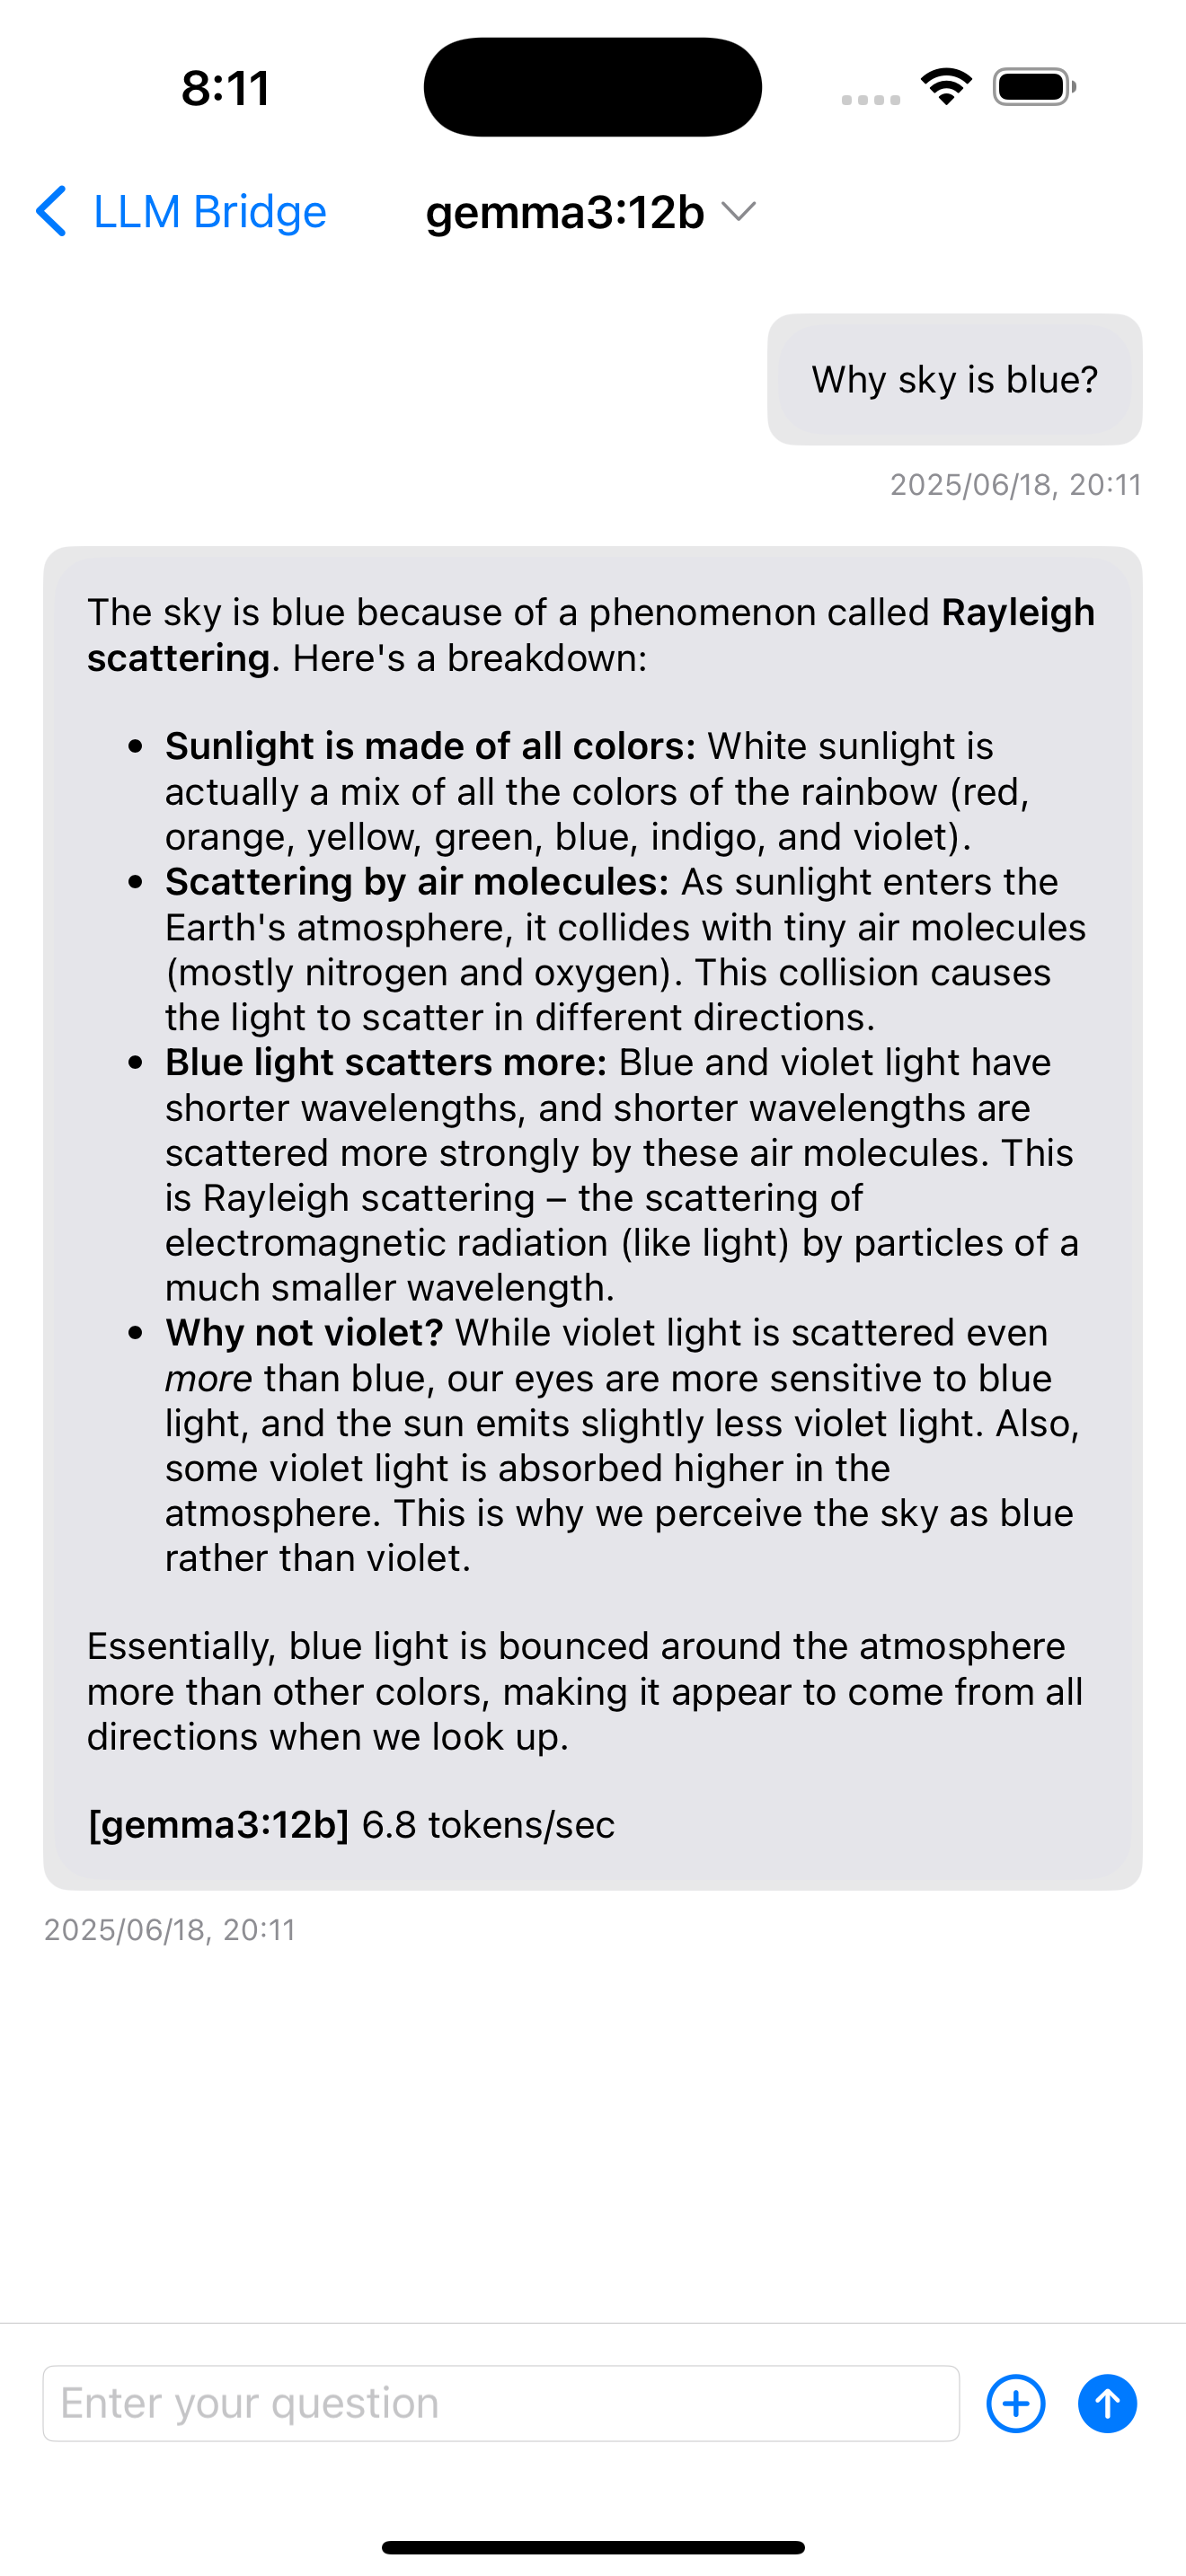 8:11
LLM Bridge
gemma3:12b
Why sky is blue?
2025/06/18, 20:11
The sky is blue because of a phenomenon called Rayleigh
scattering. Here's a breakdown:
• Sunlight is made of all colors: White sunlight is
actually a mix of all the colors of the rainbow (red,
orange, yellow, green, blue, indigo, and violet).
• Scattering by air molecules: As sunlight enters the
Earth's atmosphere, it collides with tiny air molecules
(mostly nitrogen and oxygen). This collision causes
the light to scatter in different directions.
• Blue light scatters more: Blue and violet light have
shorter wavelengths, and shorter wavelengths are
scattered more strongly by these air molecules. This
is Rayleigh scattering – the scattering of
electromagnetic radiation (like light) by particles of a
much smaller wavelength.
• Why not violet? While violet light is scattered even
more than blue, our eyes are more sensitive to blue
light, and the sun emits slightly less violet light. Also,
some violet light is absorbed higher in the
atmosphere. This is why we perceive the sky as blue
rather than violet.
Essentially, blue light is bounced around the atmosphere
more than other colors, making it appear to come from all
directions when we look up.
[gemma3:12b] 6.8 tokens/sec
2025/06/18, 20:11
Enter your question